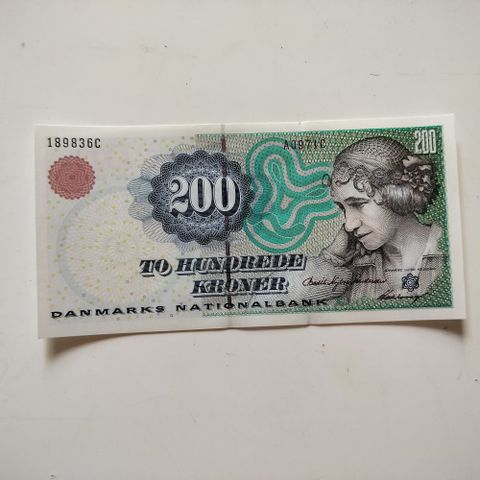 189836C
A0971C
200
200
TO HUNDREDE
KRONER
DANMARKS NATIONALBANK